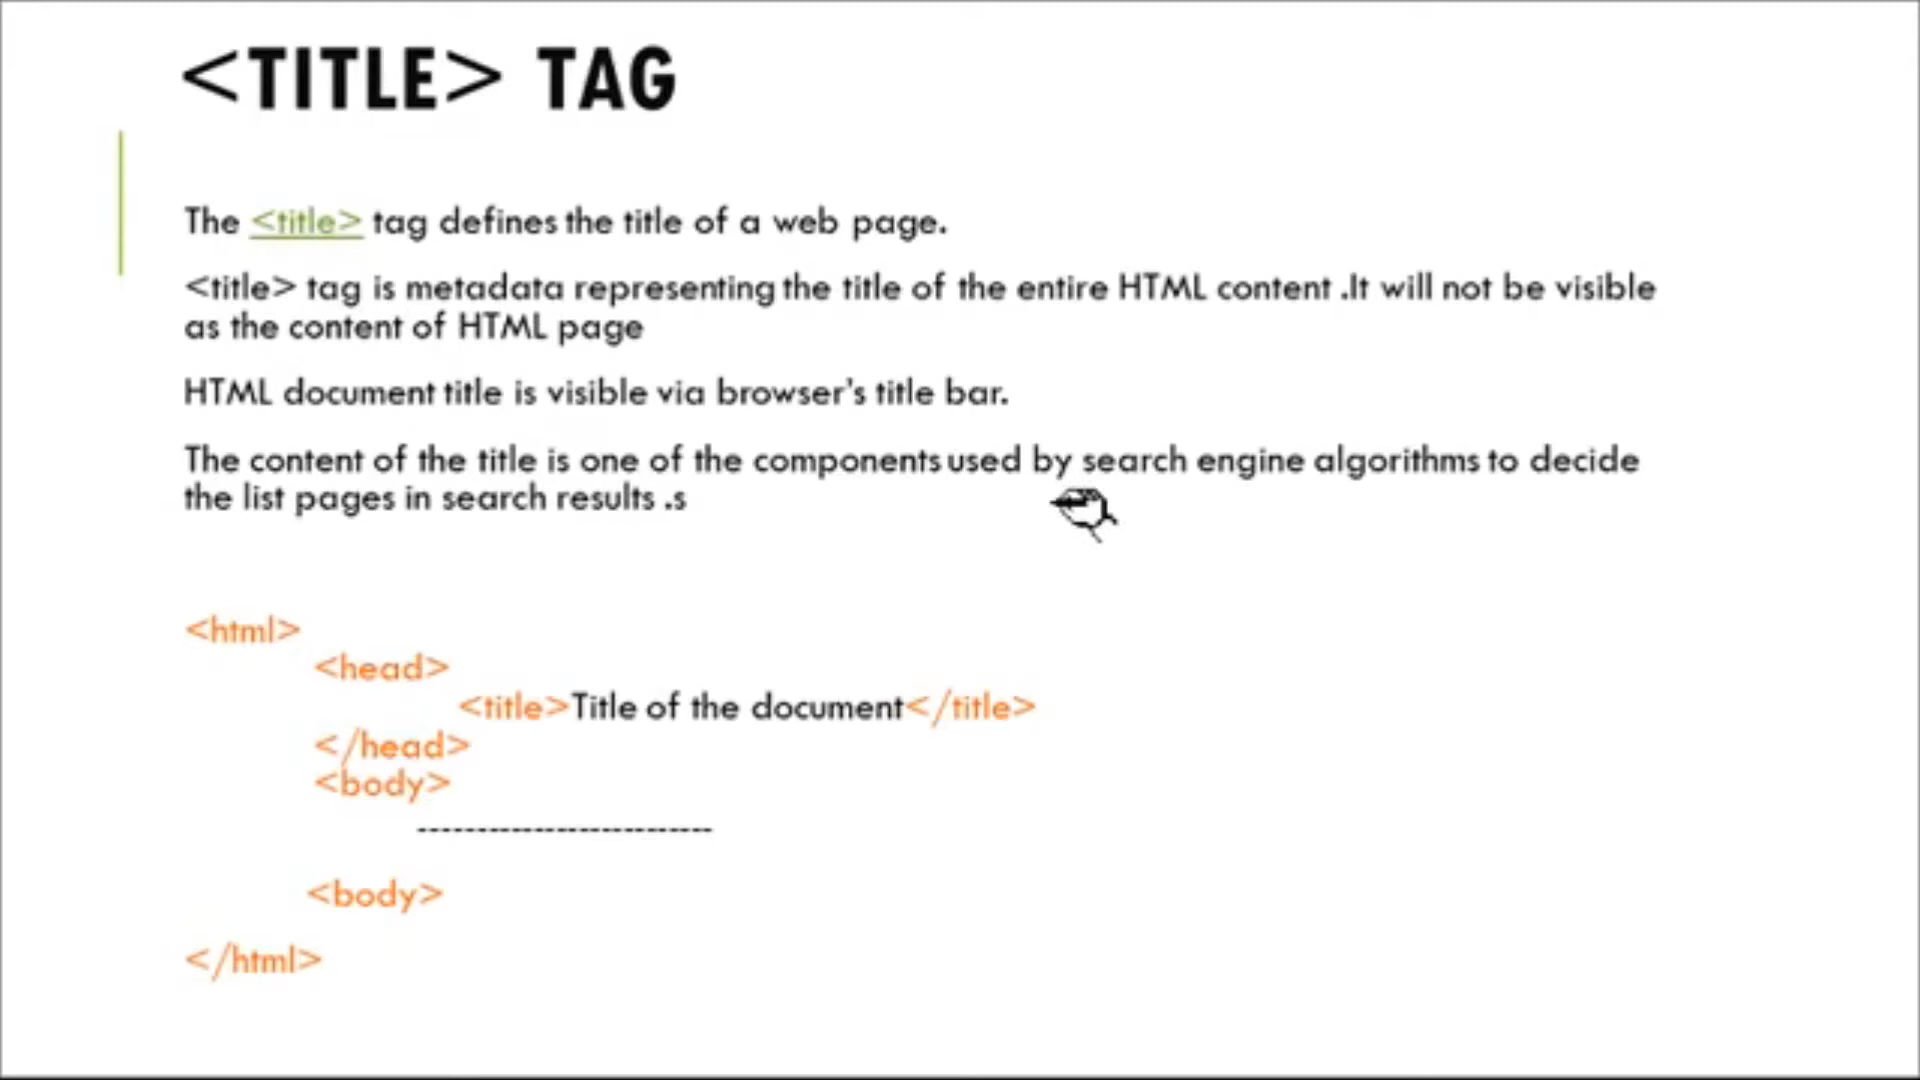 <TITLE> TAG
The <title> tag defines the title of a web page.
<title> tag is metadata representing the title of the entire HTML content .It will not be visible
as the content of HTML page
HTML document title is visible via browser's title bar.
The content of the title is one of the components used by search engine algorithms to decide
the list pages in search results .s
<html>
<head>
<title>Title of the document</title>
</head>
<body>
---------------------------
<body>
</html>